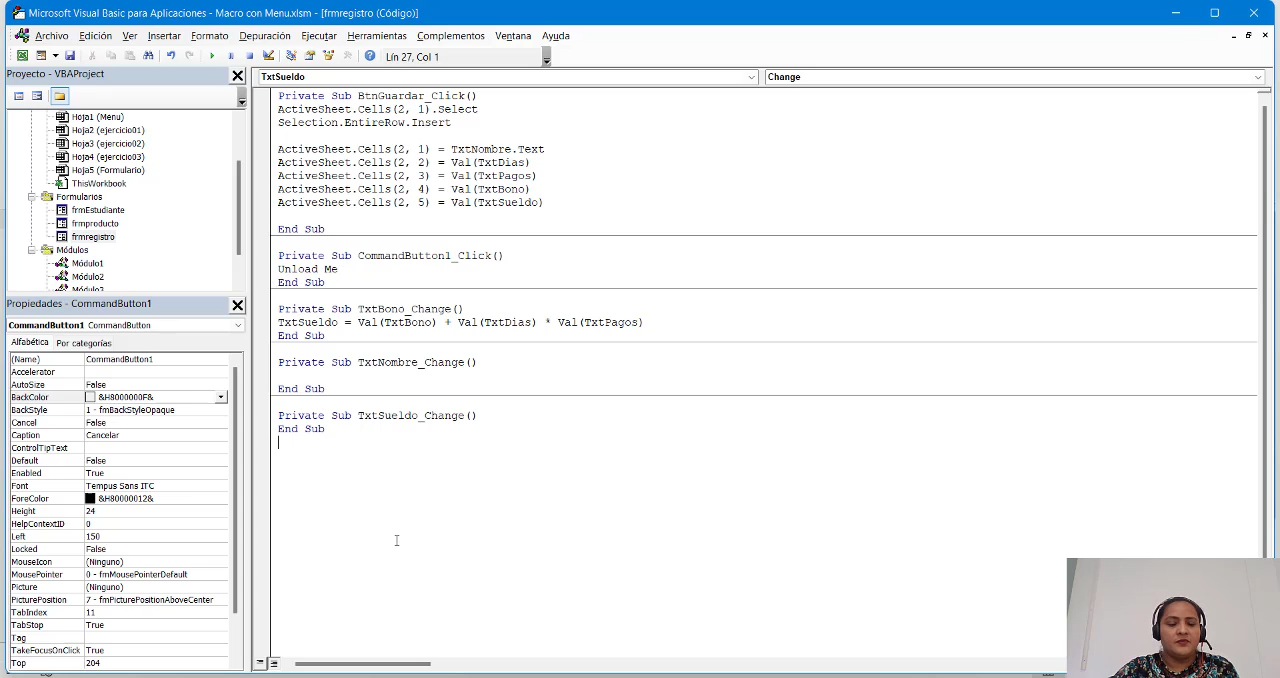 Microsoft Visual Basic para Aplicaciones - Macro con Menu.xlsm - [frmregistro (Código)]
Archivo Edición Ver Insertar Formato Depuración Ejecutar Herramientas Complementos Ventana Ayuda
Lín 27, Col 1
Proyecto - VBAProject
Hoja1 (Menu)
Hoja2 (ejercicio01)
Hoja3 (ejercicio02)
Hoja4 (ejercicio03)
Hoja5 (Formulario)
ThisWorkbook
Formularios
frmEstudiante
frmproducto
frmregistro
Módulos
Módulo1
Módulo2
Módulo3
Propiedades - CommandButton1
CommandButton1 CommandButton
Alfabética Por categorías
(Name) CommandButton1
Accelerator
AutoSize False
BackColor &H8000000F&
BackStyle 1 - fmBackStyleOpaque
Cancel False
Caption Cancelar
ControlTipText
Default False
Enabled True
Font Tempus Sans ITC
ForeColor &H80000012&
Height 24
HelpContextID 0
Left 150
Locked False
MouseIcon (Ninguno)
MousePointer 0 - fmMousePointerDefault
Picture (Ninguno)
PicturePosition 7 - fmPicturePositionAboveCenter
TabIndex 11
TabStop True
Tag
TakeFocusOnClick True
Top 204
TxtSueldo Change
Private Sub BtnGuardar_Click()
ActiveSheet.Cells(2, 1).Select
Selection.EntireRow.Insert
ActiveSheet.Cells(2, 1) = TxtNombre.Text
ActiveSheet.Cells(2, 2) = Val(TxtDias)
ActiveSheet.Cells(2, 3) = Val(TxtPagos)
ActiveSheet.Cells(2, 4) = Val(TxtBono)
ActiveSheet.Cells(2, 5) = Val(TxtSueldo)
End Sub
Private Sub CommandButton1_Click()
Unload Me
End Sub
Private Sub TxtBono_Change()
TxtSueldo = Val(TxtBono) + Val(TxtDias) * Val(TxtPagos)
End Sub
Private Sub TxtNombre_Change()
End Sub
Private Sub TxtSueldo_Change()
End Sub